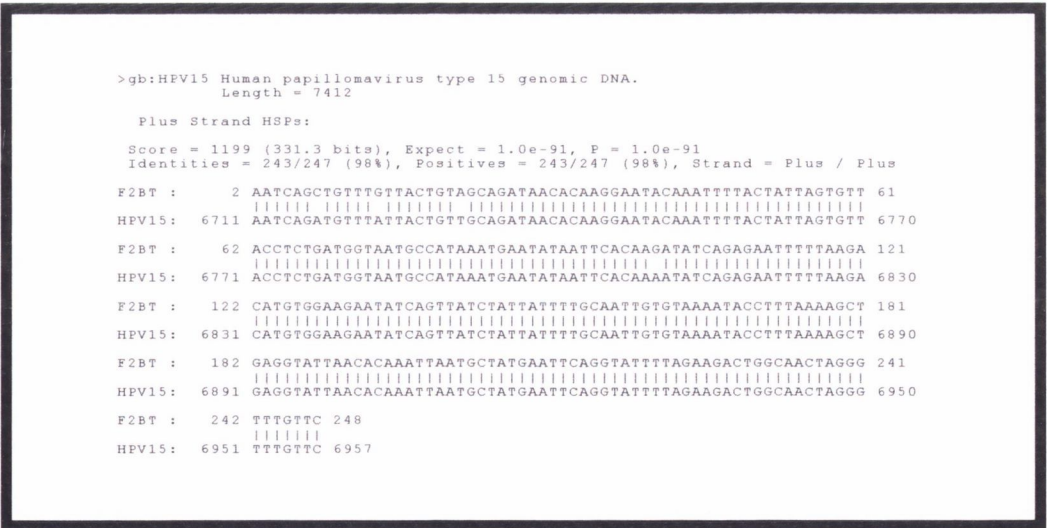 >gb:HPV15 Human papillomavirus type 15 genomic DNA.
Length = 7412
Plus Strand HSPs:
Score = 1199 (331.3 bits), Expect = 1.0e-91, P = 1.0e-91
Identities = 243/247 (98%), Positives = 243/247 (98%), Strand = Plus / Plus
F2BT : 2 AATCAGCTGTTTGTTACTGTAGCAGATAACACAAGGAATACAAATTTTACTATTAGTGTT 61
|||||| ||||| ||||||| |||||||||||||||||||||||||||||||||||||||
HPV15: 6711 AATCAGATGTTTATTACTGTTGCAGATAACACAAGGAATACAAATTTTACTATTAGTGTT 6770
F2BT : 62 ACCTCTGATGGTAATGCCATAAATGAATATAATTCACAAGATATCAGAGAATTTTTAAGA 121
||||||||||||||||||||||||||||||||||||||| ||||||||||||||||||||
HPV15: 6771 ACCTCTGATGGTAATGCCATAAATGAATATAATTCACAAAATATCAGAGAATTTTTAAGA 6830
F2BT : 122 CATGTGGAAGAATATCAGTTATCTATTATTTTGCAATTGTGTAAAATACCTTTAAAAGCT 181
||||||||||||||||||||||||||||||||||||||||||||||||||||||||||||
HPV15: 6831 CATGTGGAAGAATATCAGTTATCTATTATTTTGCAATTGTGTAAAATACCTTTAAAAGCT 6890
F2BT : 182 GAGGTATTAACACAAATTAATGCTATGAATTCAGGTATTTTAGAAGACTGGCAACTAGGG 241
||||||||||||||||||||||||||||||||||||||||||||||||||||||||||||
HPV15: 6891 GAGGTATTAACACAAATTAATGCTATGAATTCAGGTATTTTAGAAGACTGGCAACTAGGG 6950
F2BT : 242 TTTGTTC 248
|||||||
HPV15: 6951 TTTGTTC 6957